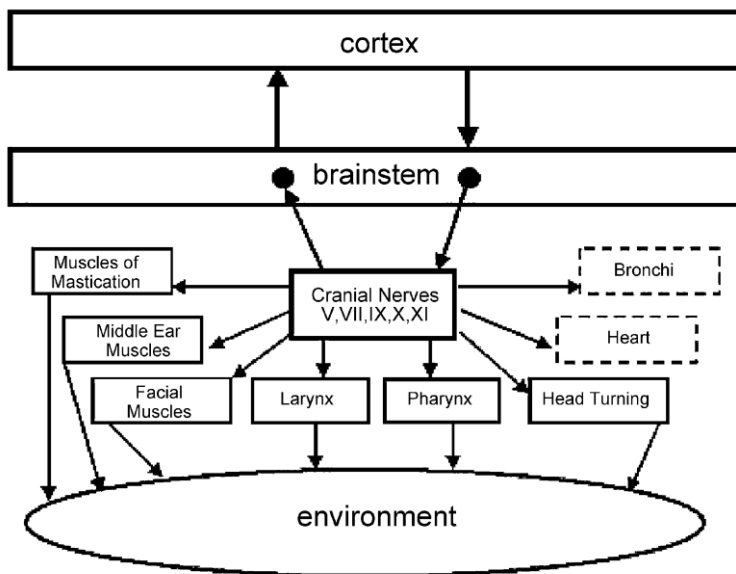 cortex
brainstem
Muscles of
Mastication
Cranial Nerves
V,VII,IX,X,XI
Bronchi
Middle Ear
Muscles
Heart
Facial
Muscles
Larynx
Pharynx
Head Turning
environment